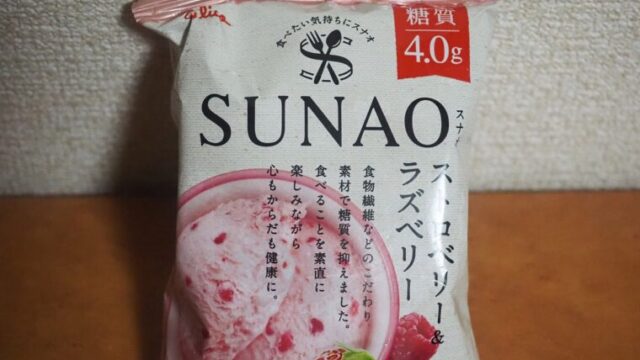 glico
糖質
4.0g
食べたい気持ちにスナオ
SUNAO
スナオ
ストロベリー&
ラズベリー
食物繊維などのこだわり
素材で糖質を抑えました。
食べることを素直に
楽しみながら
心もからだも健康に。